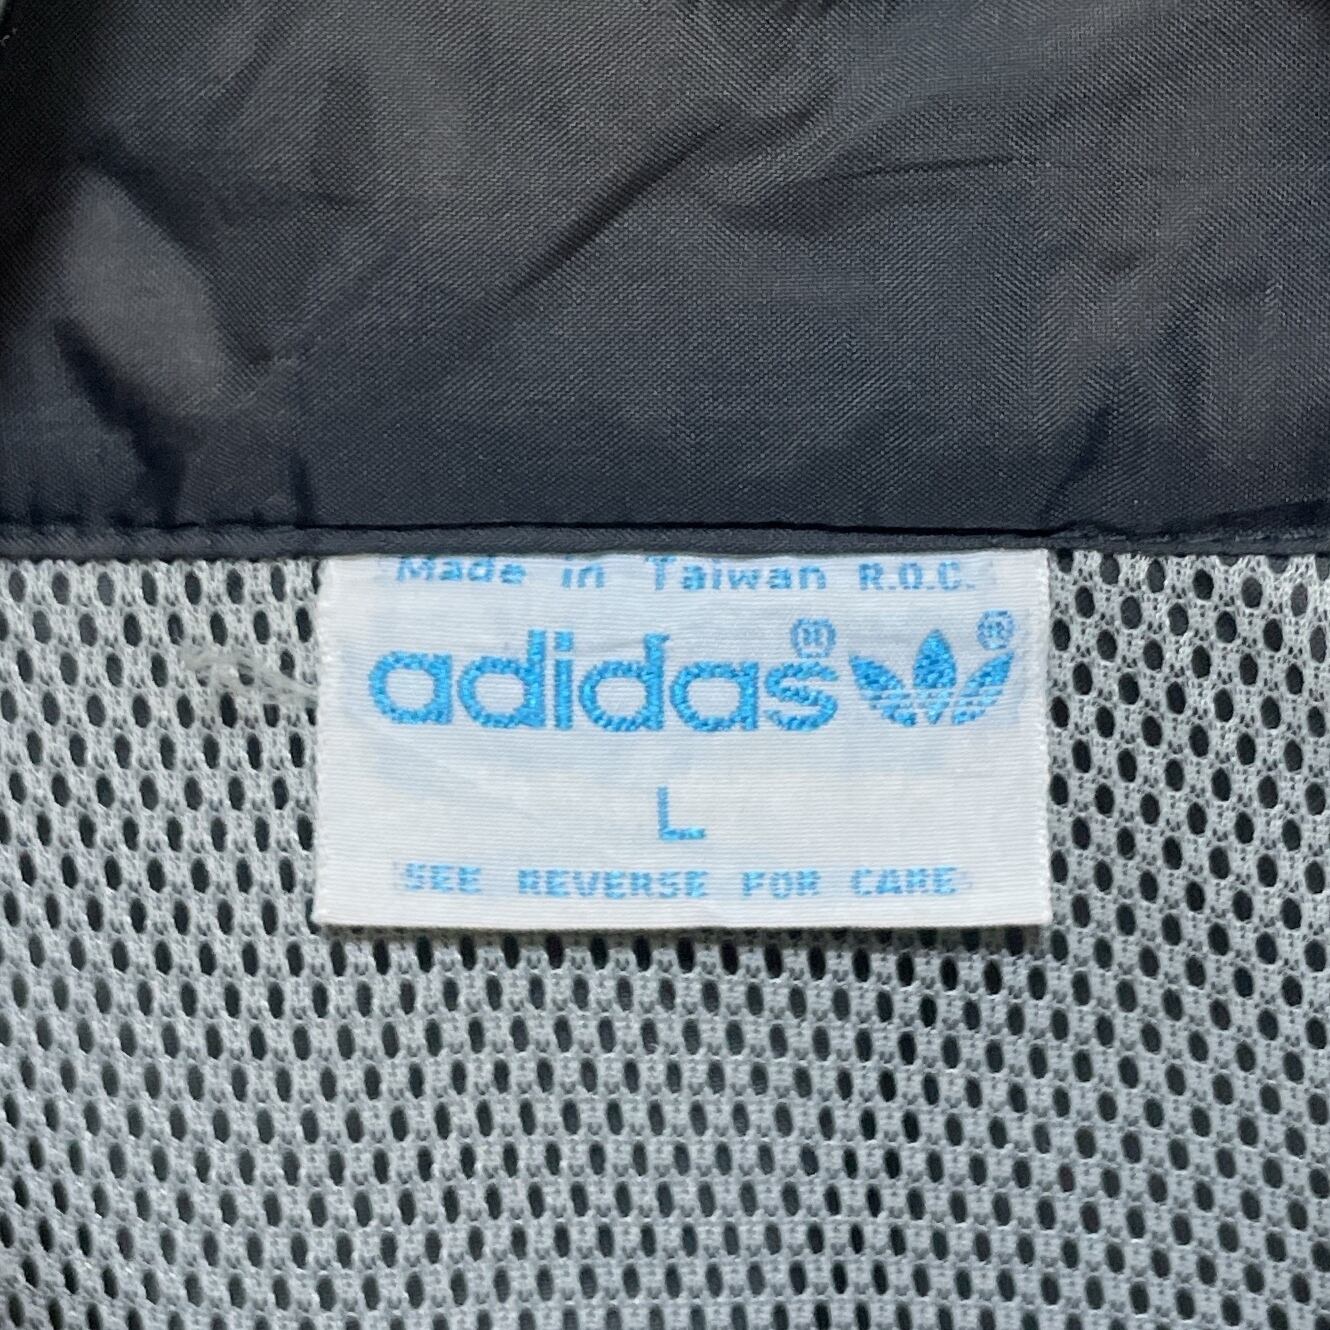 Made in Taiwan R.O.C.
adidas®
®
L
SEE REVERSE FOR CARE